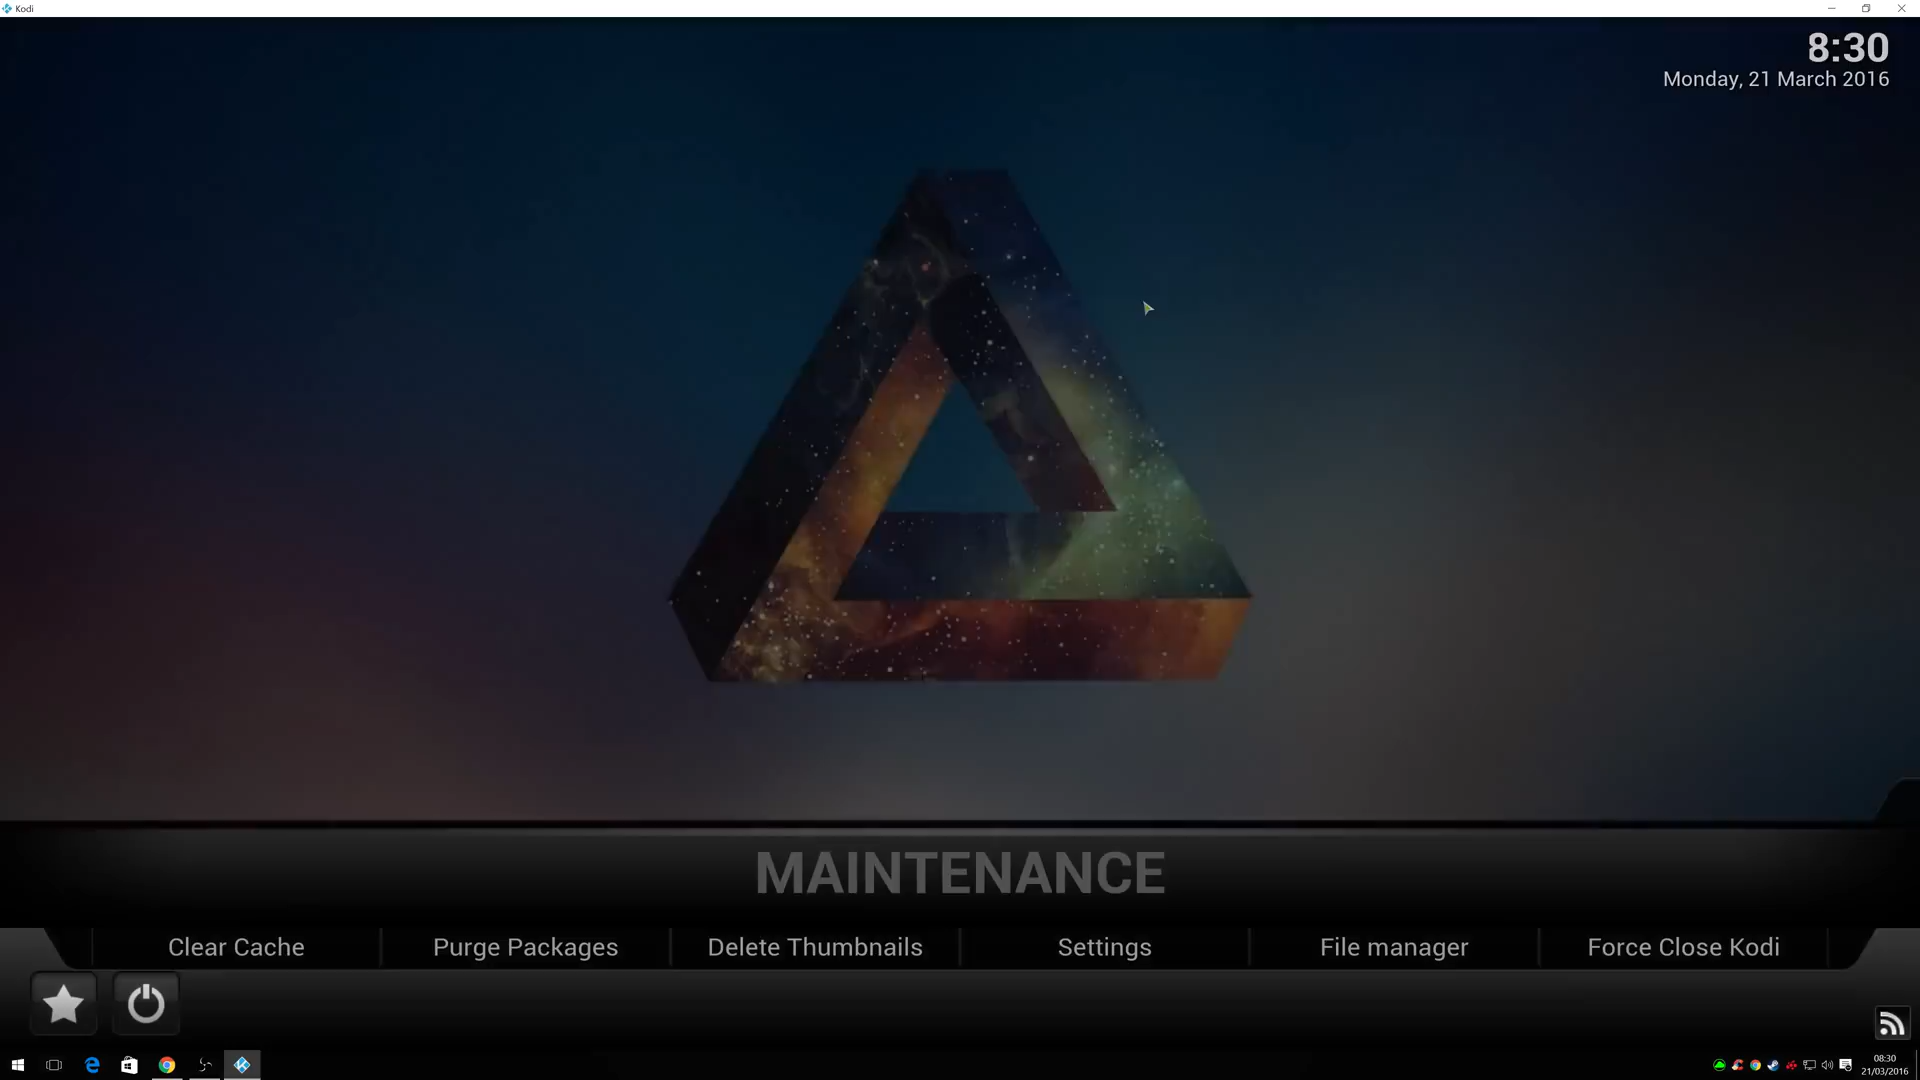 Kodi
8:30
Monday, 21 March 2016
MAINTENANCE
Clear Cache
Purge Packages
Delete Thumbnails
Settings
File manager
Force Close Kodi
08:30
21/03/2016